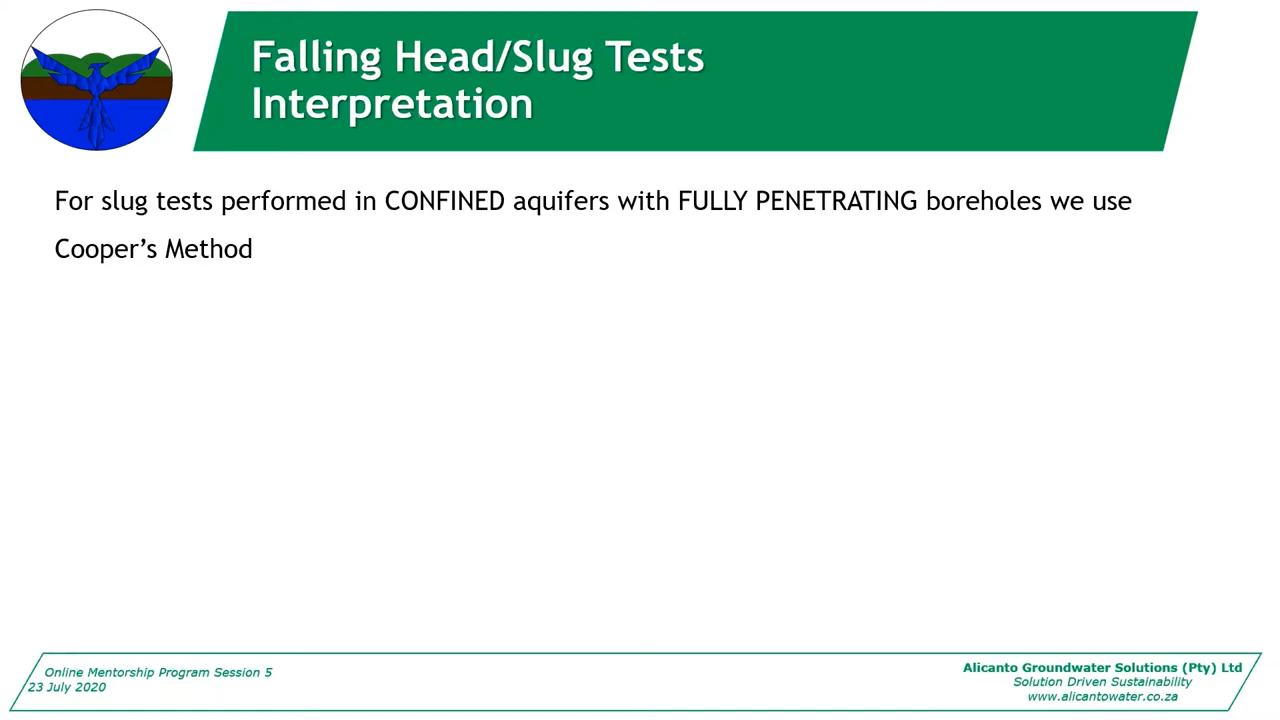 Falling Head/Slug Tests
Interpretation
For slug tests performed in CONFINED aquifers with FULLY PENETRATING boreholes we use
Cooper’s Method
Online Mentorship Program Session 5
23 July 2020
Alicanto Groundwater Solutions (Pty) Ltd
Solution Driven Sustainability
www.alicantowater.co.za